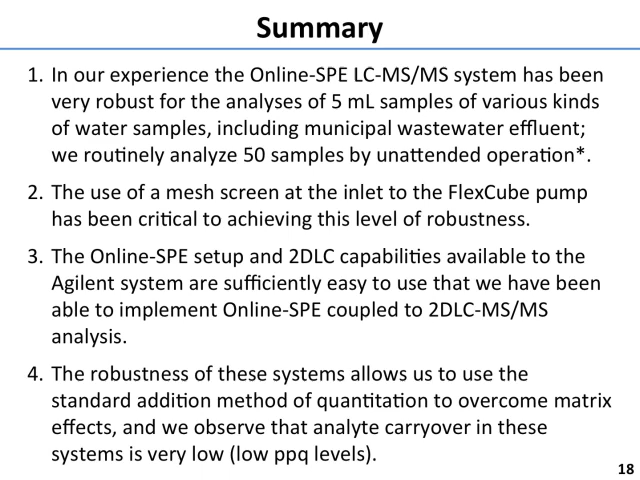 Summary
1. In our experience the Online-SPE LC-MS/MS system has been
very robust for the analyses of 5 mL samples of various kinds
of water samples, including municipal wastewater effluent;
we routinely analyze 50 samples by unattended operation*.
2. The use of a mesh screen at the inlet to the FlexCube pump
has been critical to achieving this level of robustness.
3. The Online-SPE setup and 2DLC capabilities available to the
Agilent system are sufficiently easy to use that we have been
able to implement Online-SPE coupled to 2DLC-MS/MS
analysis.
4. The robustness of these systems allows us to use the
standard addition method of quantitation to overcome matrix
effects, and we observe that analyte carryover in these
systems is very low (low ppq levels).
18